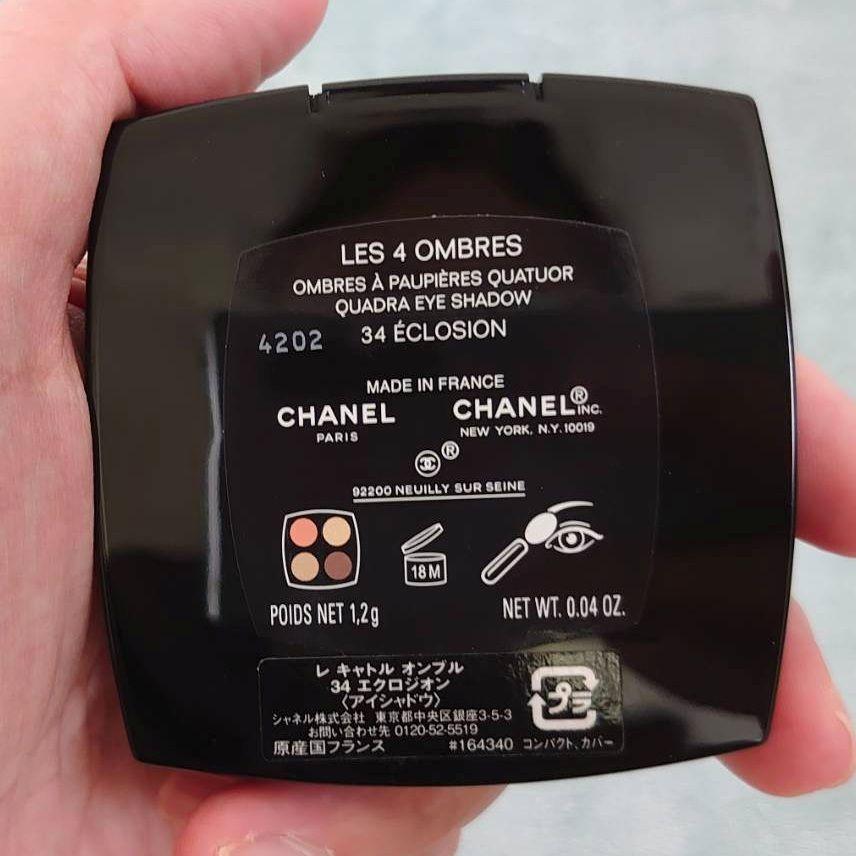 LES 4 OMBRES
OMBRES À PAUPIÈRES QUATUOR
QUADRA EYE SHADOW
4202 34 ÉCLOSION
MADE IN FRANCE
CHANEL
PARIS
CHANEL® INC.
NEW YORK, N.Y. 10019
®
92200 NEUILLY SUR SEINE
18 M
POIDS NET 1,2g
NET WT. 0.04 OZ.
レ キャトル オンブル
34 エクロジオン
〈アイシャドウ〉
シャネル株式会社 東京都中央区銀座3-5-3
お問い合わせ先 0120-52-5519
原産国フランス #164340
プラ
コンパクト、カバー